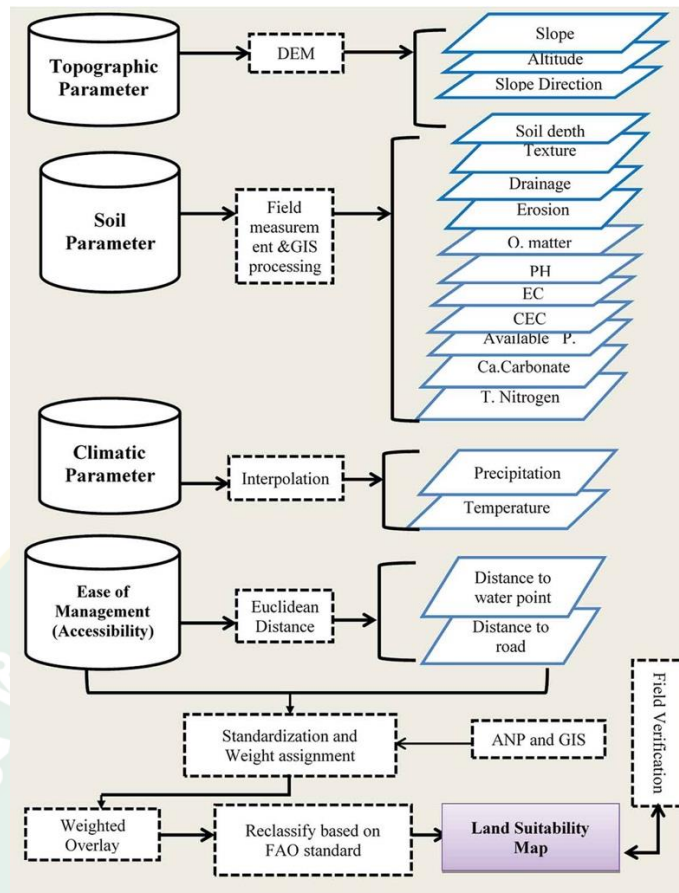 Topographic
Parameter
DEM
Slope
Altitude
Slope Direction
Soil
Parameter
Field
measurem
ent &GIS
processing
Soil depth
Texture
Drainage
Erosion
O. matter
PH
EC
CEC
Available P.
Ca.Carbonate
T. Nitrogen
Climatic
Parameter
Interpolation
Precipitation
Temperature
Ease of
Management
(Accessibility)
Euclidean
Distance
Distance to
water point
Distance to
road
Standardization and
Weight assignment
ANP and GIS
Field Verification
Weighted
Overlay
Reclassify based on
FAO standard
Land Suitability
Map